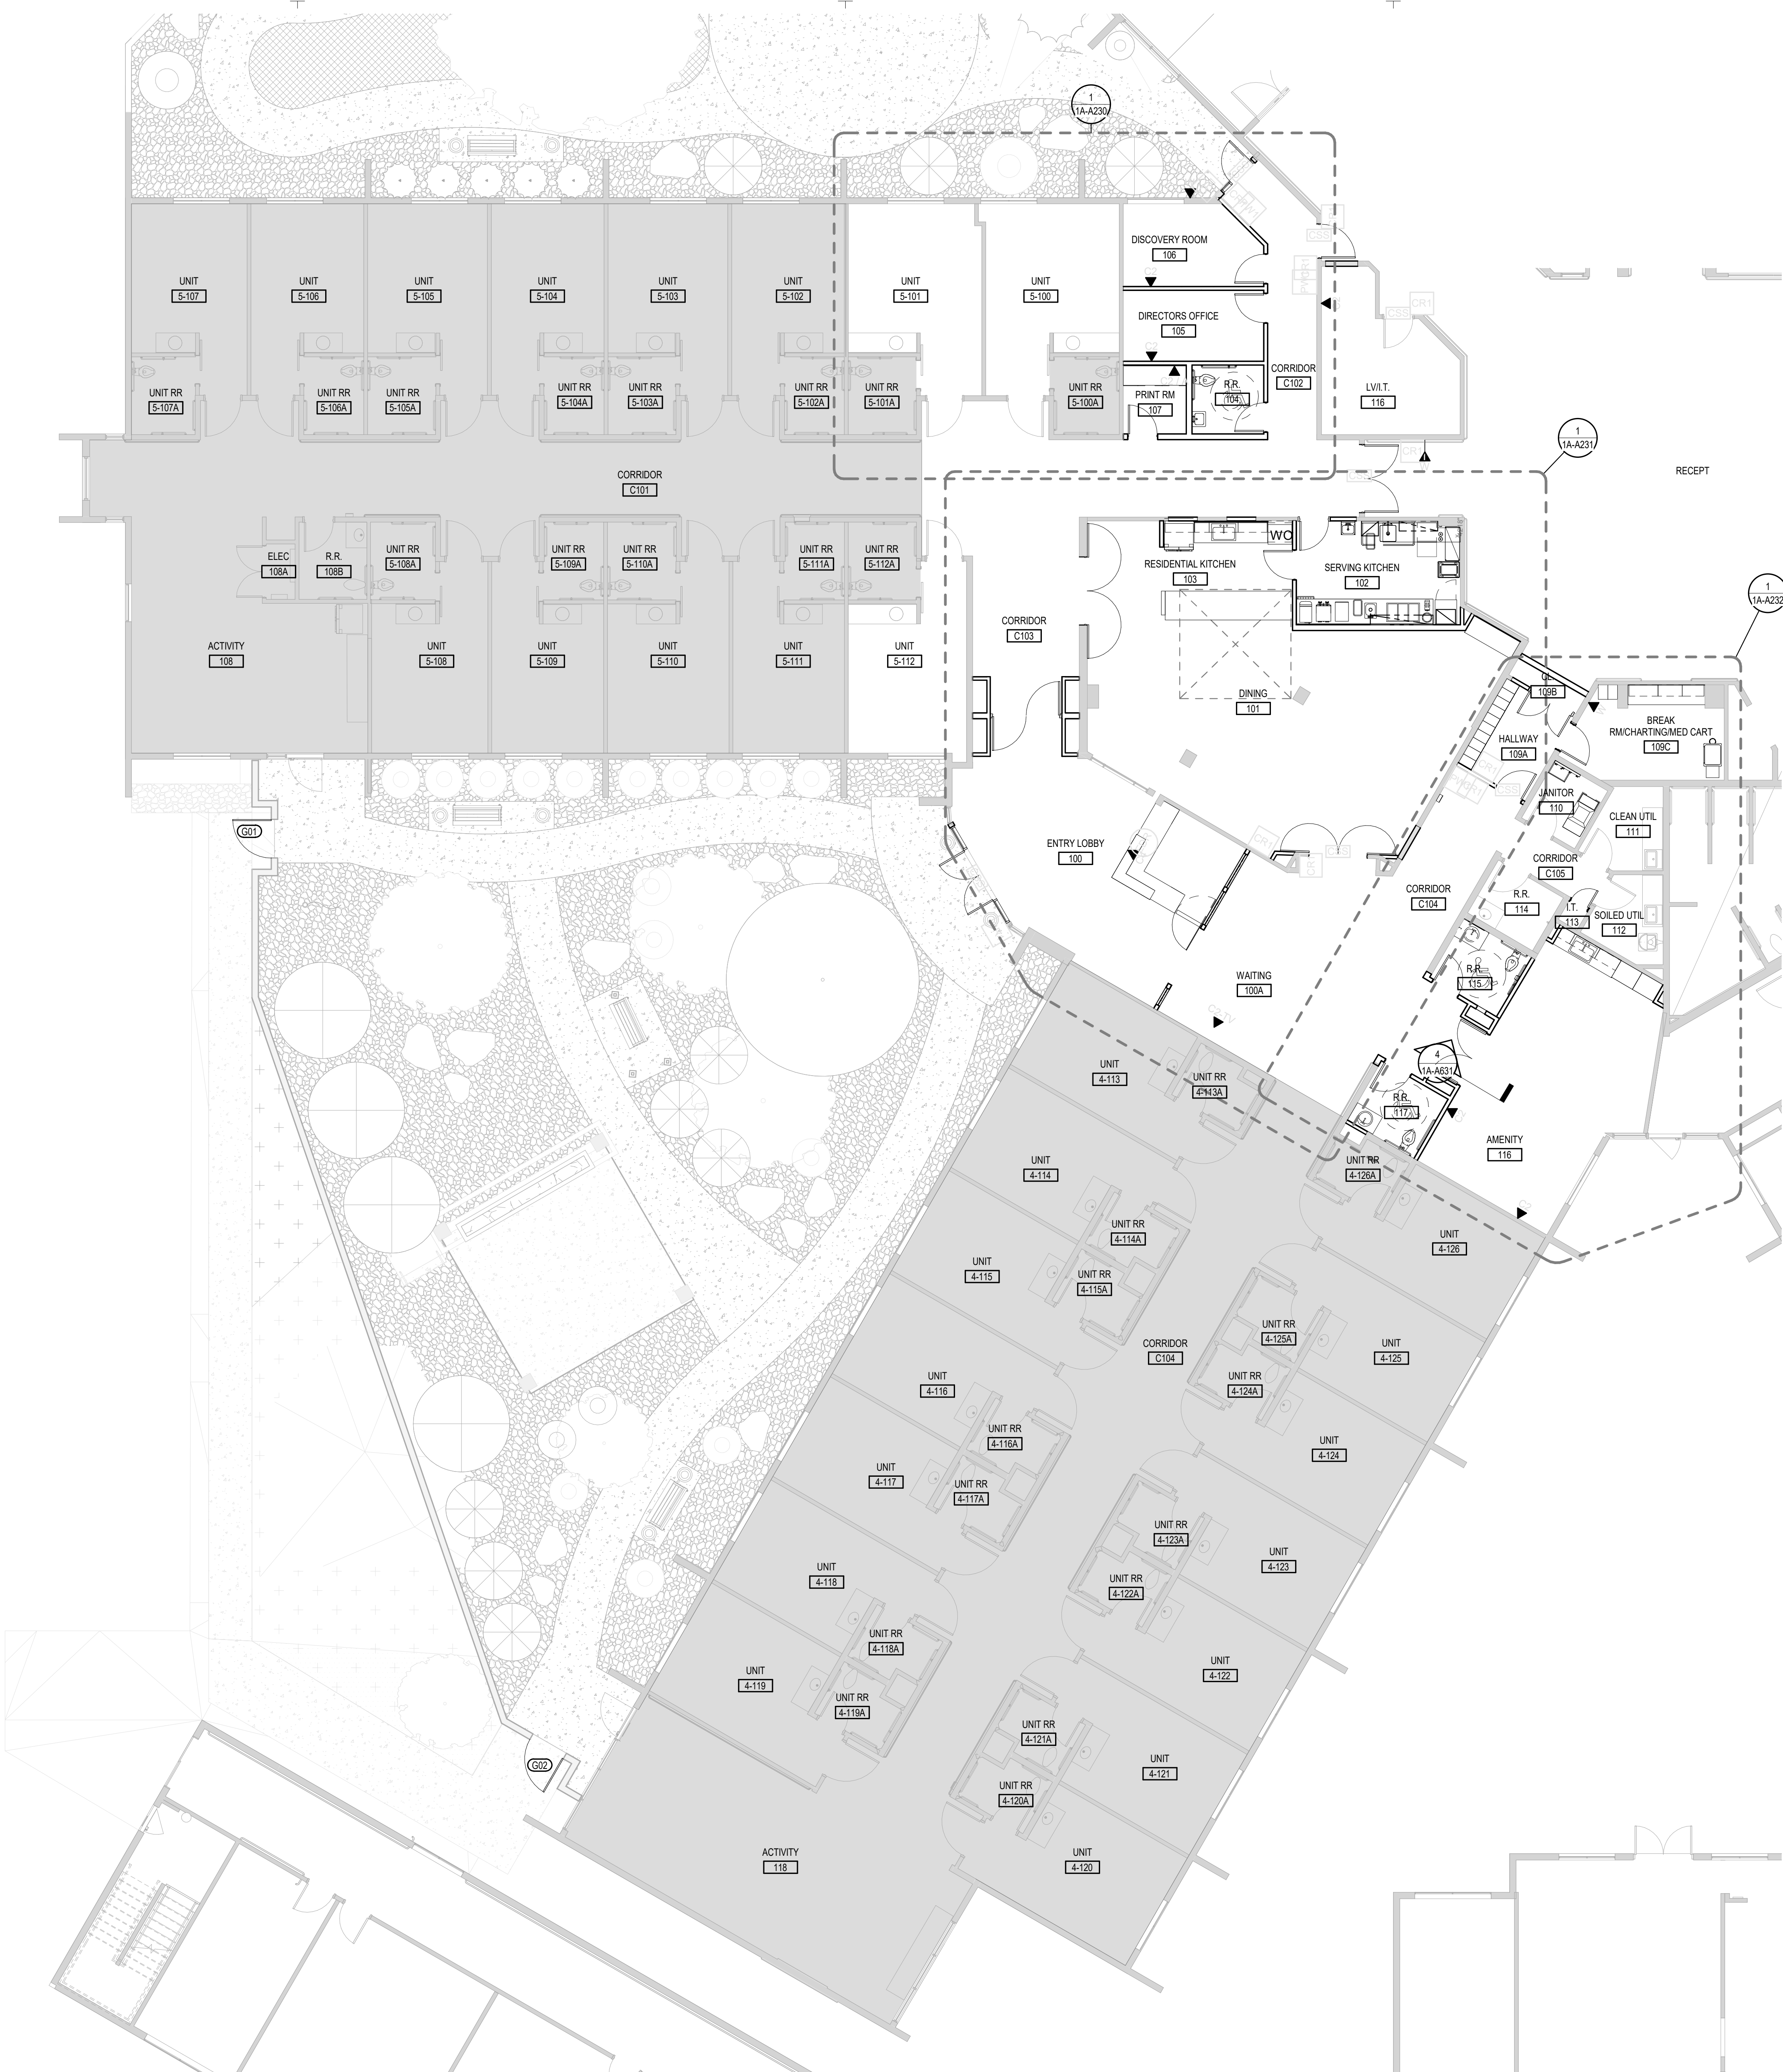 1
1A-A230
DISCOVERY ROOM
106
C2
UNIT
5-107
UNIT
5-106
UNIT
5-105
UNIT
5-104
UNIT
5-103
UNIT
5-102
UNIT
5-101
UNIT
5-100
CSS
CR1
CSS
DIRECTORS OFFICE
105
C2
UNIT RR
5-107A
UNIT RR
5-106A
UNIT RR
5-105A
UNIT RR
5-104A
UNIT RR
5-103A
UNIT RR
5-102A
UNIT RR
5-101A
UNIT RR
5-100A
PRINT RM
107
R.R.
104
CORRIDOR
C102
LV/I.T.
116
1
1A-A231
RECEPT
CORRIDOR
C101
ELEC
108A
R.R.
108B
UNIT RR
5-108A
UNIT RR
5-109A
UNIT RR
5-110A
UNIT RR
5-111A
UNIT RR
5-112A
WO
RESIDENTIAL KITCHEN
103
SERVING KITCHEN
102
1
1A-A232
ACTIVITY
108
UNIT
5-108
UNIT
5-109
UNIT
5-110
UNIT
5-111
UNIT
5-112
CORRIDOR
C103
DINING
101
CL.
109B
HALLWAY
109A
BREAK
RM/CHARTING/MED CART
109C
CSS
JANITOR
110
CLEAN UTIL
111
G01
ENTRY LOBBY
100
CORRIDOR
C105
CORRIDOR
C104
R.R.
114
I.T.
113
SOILED UTIL
112
WAITING
100A
R.R.
115
4
1A-A631
UNIT
4-113
UNIT RR
4-113A
R.R.
117
AMENITY
116
UNIT
4-114
UNIT RR
4-126A
UNIT RR
4-114A
UNIT
4-126
UNIT
4-115
UNIT RR
4-115A
UNIT RR
4-125A
CORRIDOR
C104
UNIT
4-125
UNIT
4-116
UNIT RR
4-124A
UNIT RR
4-116A
UNIT
4-124
UNIT
4-117
UNIT RR
4-117A
UNIT RR
4-123A
UNIT
4-123
UNIT
4-118
UNIT RR
4-122A
UNIT RR
4-118A
UNIT
4-122
UNIT
4-119
UNIT RR
4-119A
UNIT RR
4-121A
G02
UNIT
4-121
UNIT RR
4-120A
ACTIVITY
118
UNIT
4-120